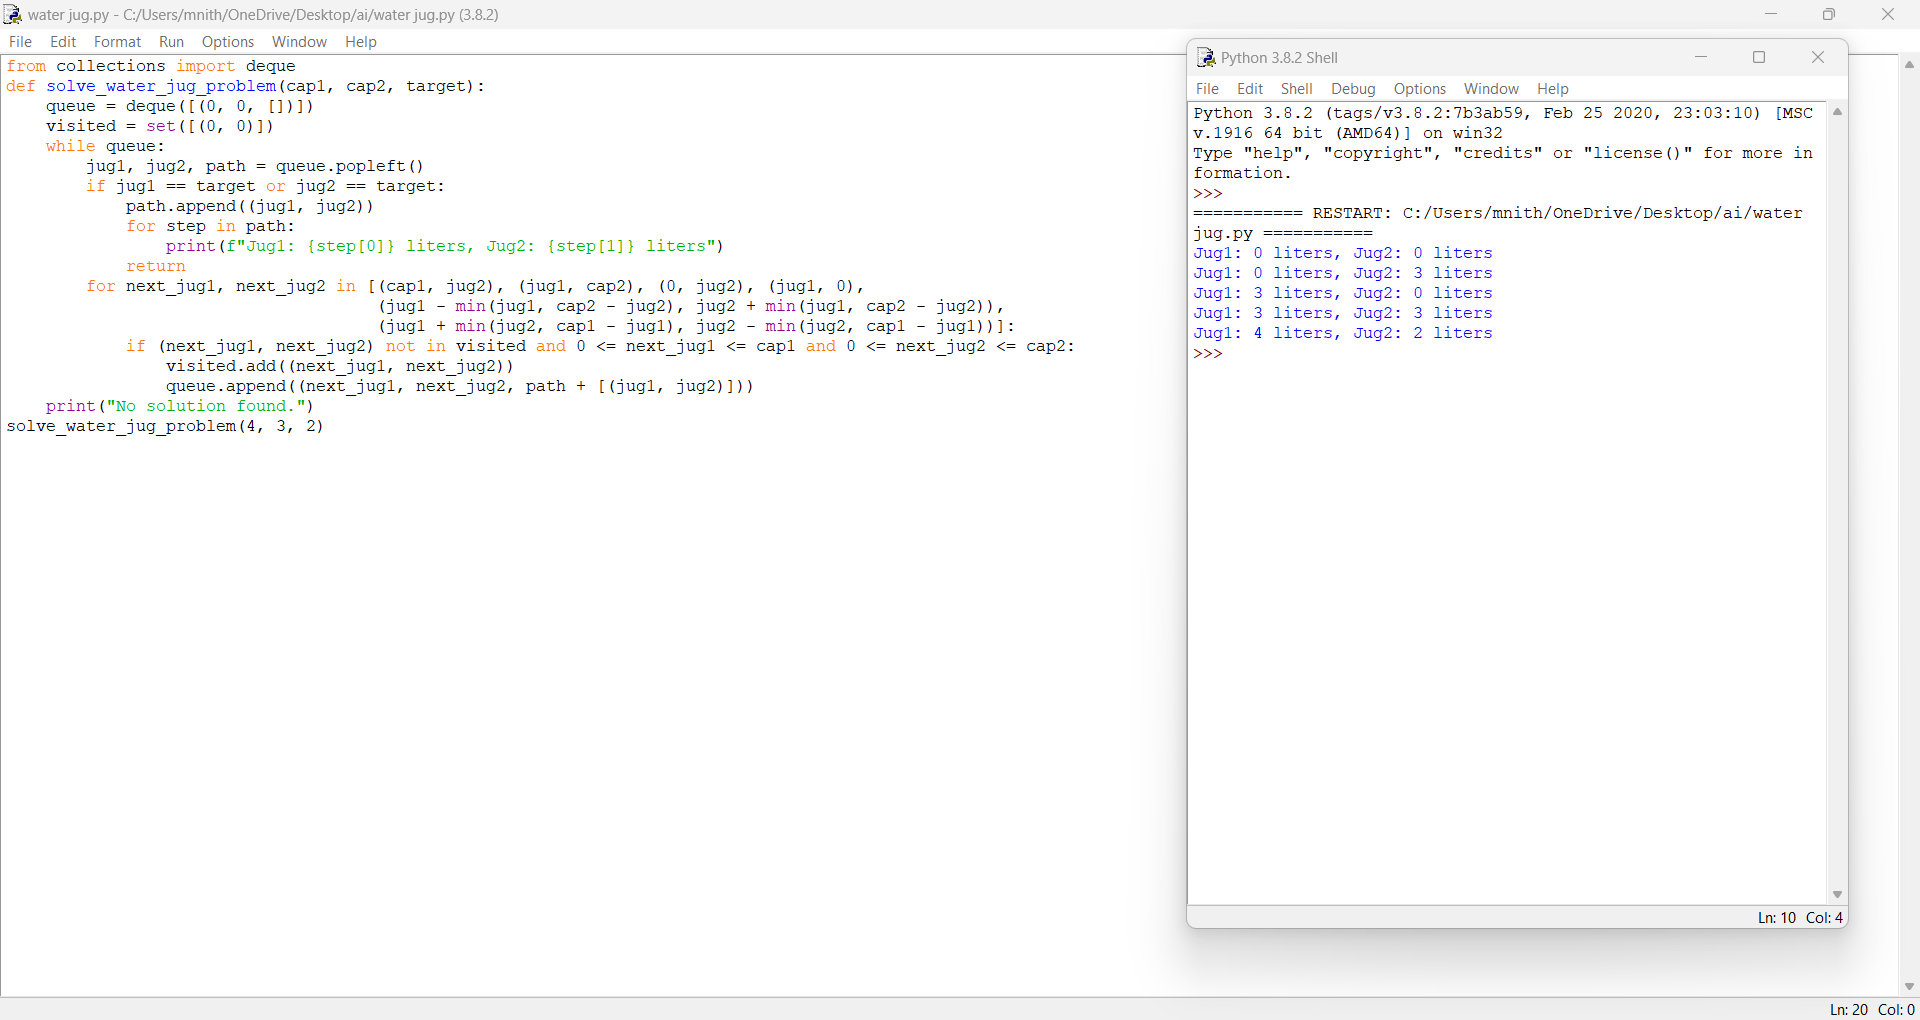 water jug.py - C:/Users/mnith/OneDrive/Desktop/ai/water jug.py (3.8.2)
File Edit Format Run Options Window Help
from collections import deque
def solve_water_jug_problem(cap1, cap2, target):
    queue = deque([(0, 0, [])])
    visited = set([(0, 0)])
    while queue:
        jug1, jug2, path = queue.popleft()
        if jug1 == target or jug2 == target:
            path.append((jug1, jug2))
            for step in path:
                print(f"Jug1: {step[0]} liters, Jug2: {step[1]} liters")
            return
        for next_jug1, next_jug2 in [(cap1, jug2), (jug1, cap2), (0, jug2), (jug1, 0),
                                     (jug1 - min(jug1, cap2 - jug2), jug2 + min(jug1, cap2 - jug2)),
                                     (jug1 + min(jug2, cap1 - jug1), jug2 - min(jug2, cap1 - jug1))]:
            if (next_jug1, next_jug2) not in visited and 0 <= next_jug1 <= cap1 and 0 <= next_jug2 <= cap2:
                visited.add((next_jug1, next_jug2))
                queue.append((next_jug1, next_jug2, path + [(jug1, jug2)]))
    print("No solution found.")
solve_water_jug_problem(4, 3, 2)
Ln: 20 Col: 0
Python 3.8.2 Shell
File Edit Shell Debug Options Window Help
Python 3.8.2 (tags/v3.8.2:7b3ab59, Feb 25 2020, 23:03:10) [MSC
v.1916 64 bit (AMD64)] on win32
Type "help", "copyright", "credits" or "license()" for more in
formation.
>>>
=========== RESTART: C:/Users/mnith/OneDrive/Desktop/ai/water
jug.py ===========
Jug1: 0 liters, Jug2: 0 liters
Jug1: 0 liters, Jug2: 3 liters
Jug1: 3 liters, Jug2: 0 liters
Jug1: 3 liters, Jug2: 3 liters
Jug1: 4 liters, Jug2: 2 liters
>>>
Ln: 10 Col: 4